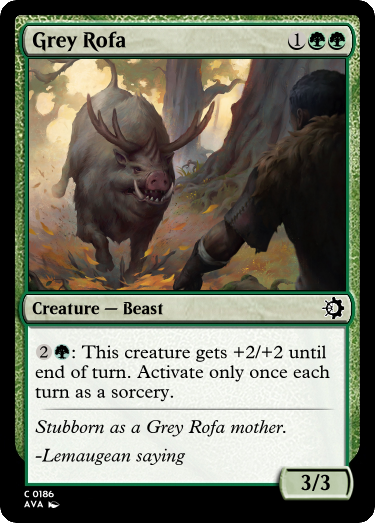 Grey Rofa 1
Creature — Beast
2 : This creature gets +2/+2 until
end of turn. Activate only once each
turn as a sorcery.
Stubborn as a Grey Rofa mother.
-Lemaugean saying
3/3
C 0186
AVA